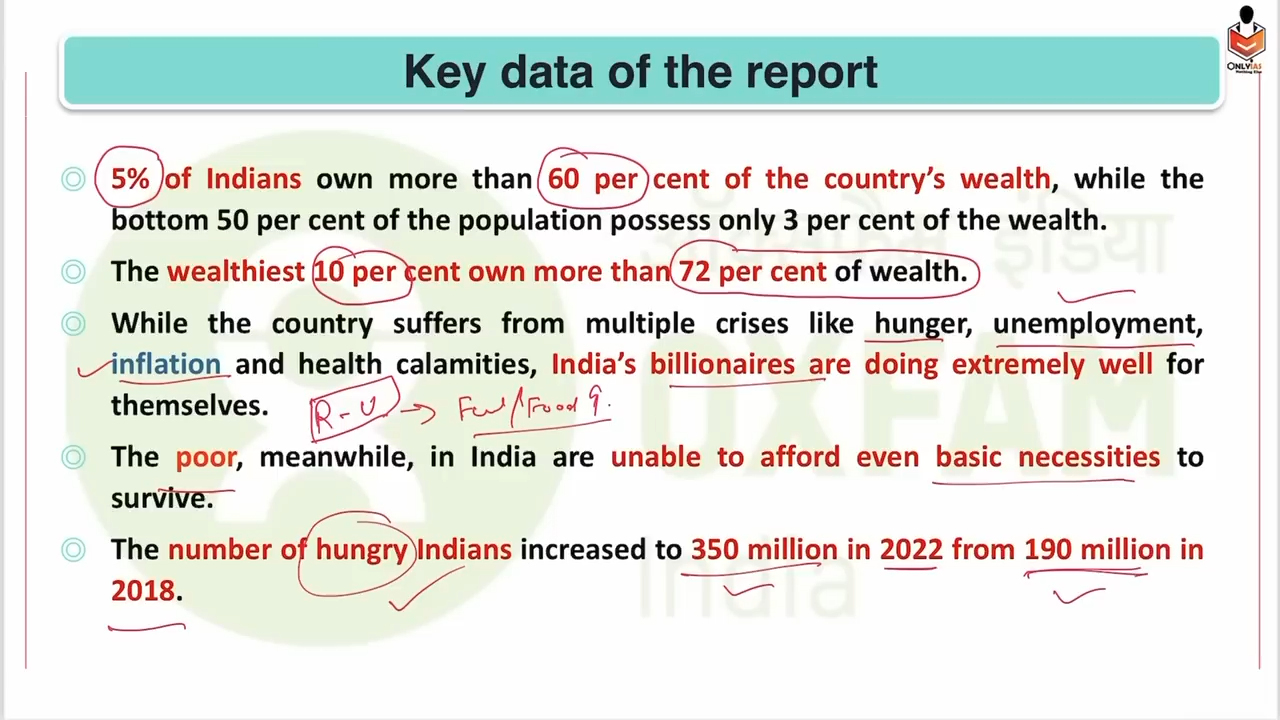 Key data of the report
ONLYIAS
Nothing Else
5% of Indians own more than 60 per cent of the country's wealth, while the
bottom 50 per cent of the population possess only 3 per cent of the wealth.
The wealthiest 10 per cent own more than 72 per cent of wealth.
While the country suffers from multiple crises like hunger, unemployment,
inflation and health calamities, India's billionaires are doing extremely well for
themselves.
R-U → Fuel/Food ↑.
The poor, meanwhile, in India are unable to afford even basic necessities to
survive.
The number of hungry Indians increased to 350 million in 2022 from 190 million in
2018.
ऑक्सफैम इंडिया
OXFAM
India